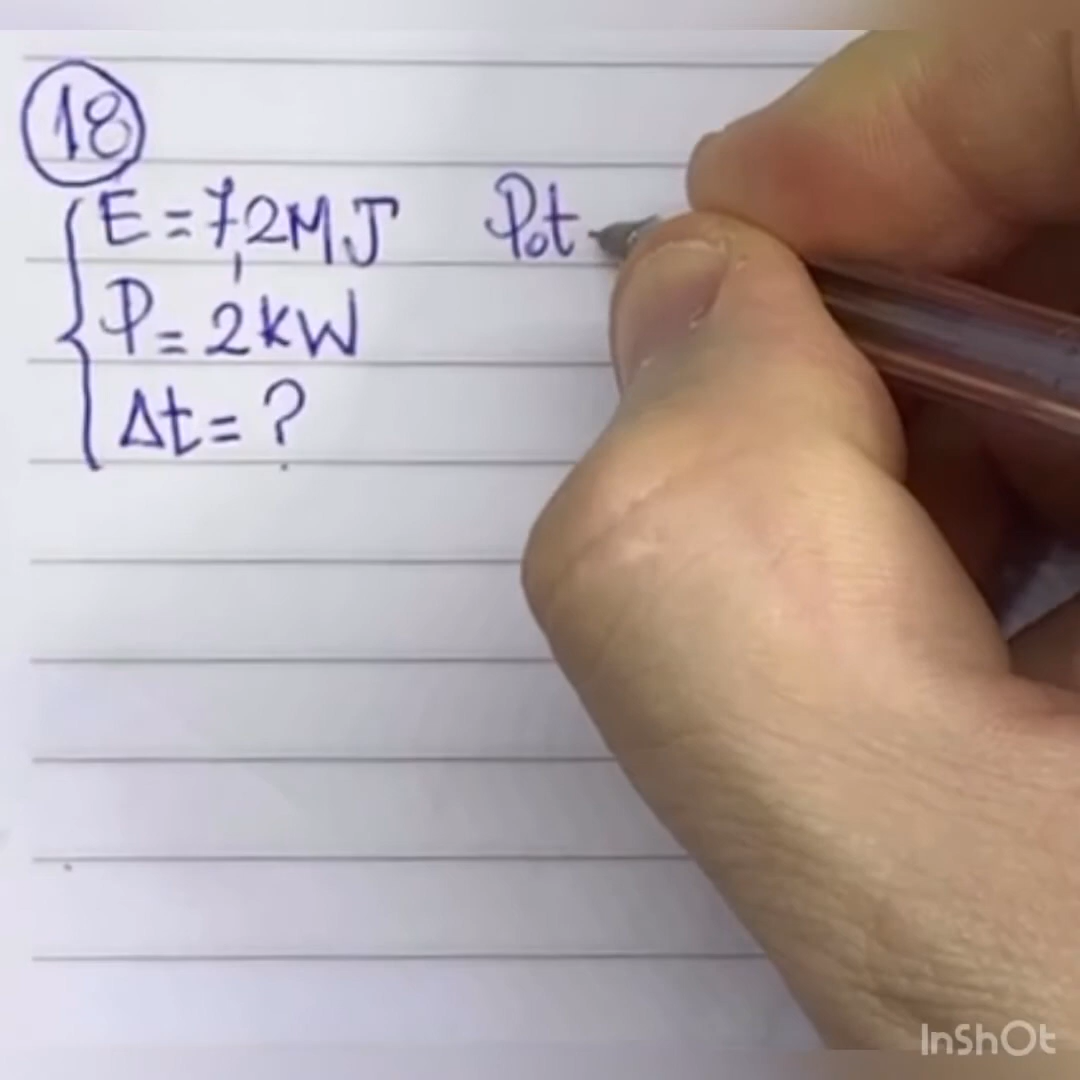 18
E = 7,2MJ Pot
P = 2kW
Δt = ?
InShOt